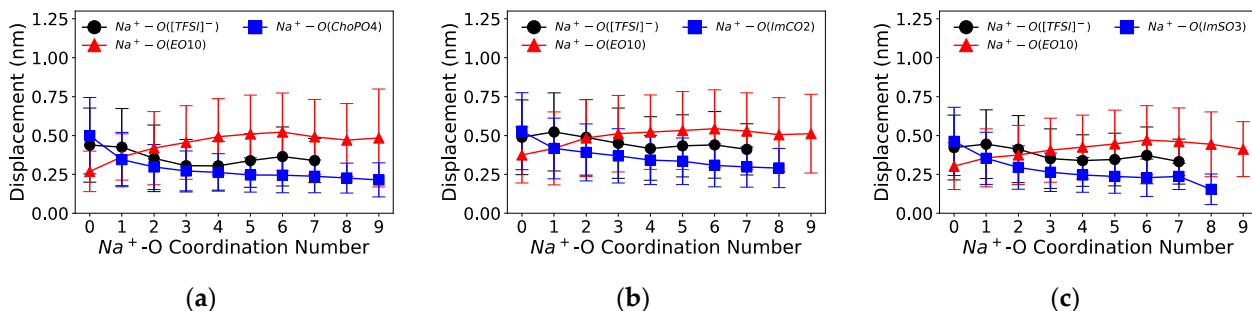 Displacement (nm)
1.25
1.00
0.75
0.50
0.25
0.00
Na⁺ − O([TFSI]⁻)
Na⁺ − O(EO10)
Na⁺ − O(ChoPO4)
0 1 2 3 4 5 6 7 8 9
Na⁺-O Coordination Number
(a)
Displacement (nm)
1.25
1.00
0.75
0.50
0.25
0.00
Na⁺ − O([TFSI]⁻)
Na⁺ − O(EO10)
Na⁺ − O(ImCO2)
0 1 2 3 4 5 6 7 8 9
Na⁺-O Coordination Number
(b)
Displacement (nm)
1.25
1.00
0.75
0.50
0.25
0.00
Na⁺ − O([TFSI]⁻)
Na⁺ − O(EO10)
Na⁺ − O(ImSO3)
0 1 2 3 4 5 6 7 8 9
Na⁺-O Coordination Number
(c)